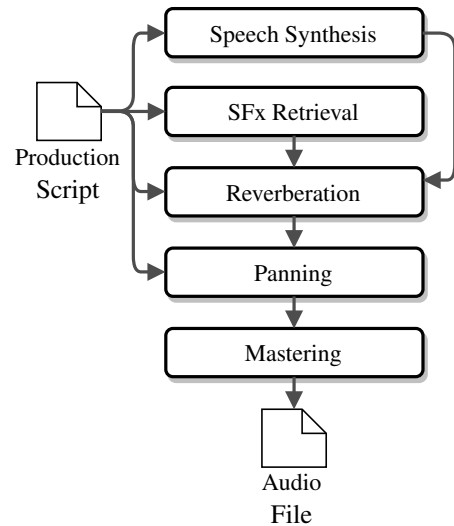 Speech Synthesis
SFx Retrieval
Production
Script
Reverberation
Panning
Mastering
Audio
File